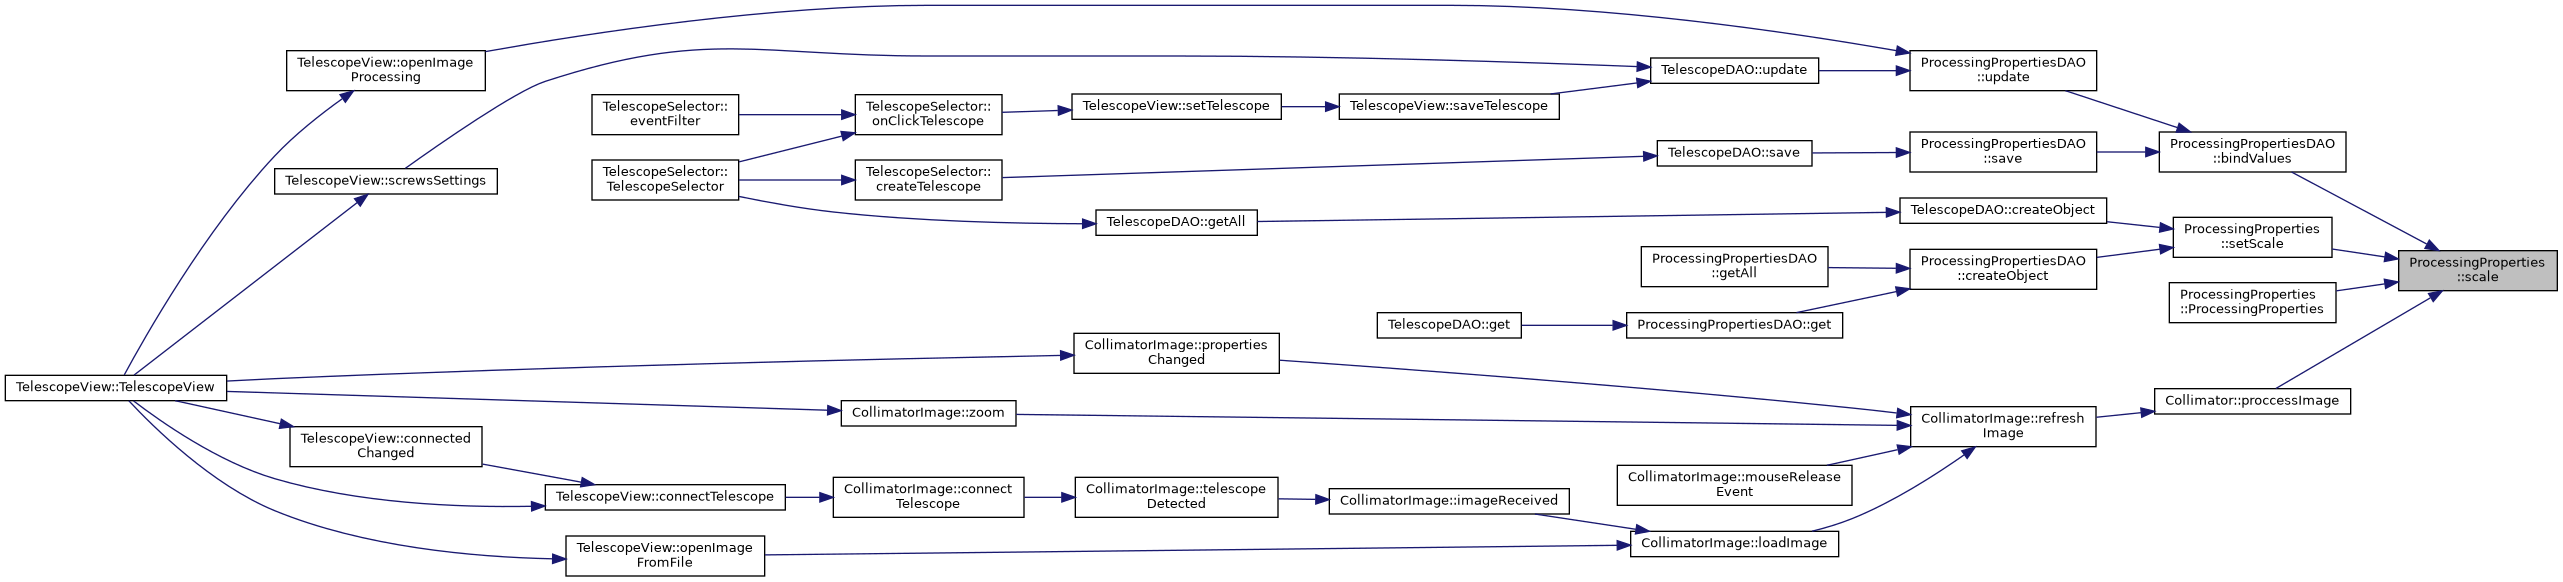 TelescopeView::openImage
Processing
TelescopeView::screwsSettings
TelescopeSelector::
eventFilter
TelescopeSelector::
TelescopeSelector
TelescopeSelector::
onClickTelescope
TelescopeSelector::
createTelescope
TelescopeView::setTelescope
TelescopeView::saveTelescope
TelescopeDAO::update
TelescopeDAO::save
TelescopeDAO::getAll
TelescopeDAO::createObject
ProcessingPropertiesDAO
::update
ProcessingPropertiesDAO
::save
ProcessingPropertiesDAO
::bindValues
ProcessingProperties
::setScale
ProcessingPropertiesDAO
::getAll
ProcessingPropertiesDAO
::createObject
ProcessingProperties
::scale
ProcessingProperties
::ProcessingProperties
TelescopeDAO::get
ProcessingPropertiesDAO::get
CollimatorImage::properties
Changed
TelescopeView::TelescopeView
CollimatorImage::zoom
Collimator::proccessImage
CollimatorImage::refresh
Image
TelescopeView::connected
Changed
CollimatorImage::mouseRelease
Event
TelescopeView::connectTelescope
CollimatorImage::connect
Telescope
CollimatorImage::telescope
Detected
CollimatorImage::imageReceived
TelescopeView::openImage
FromFile
CollimatorImage::loadImage